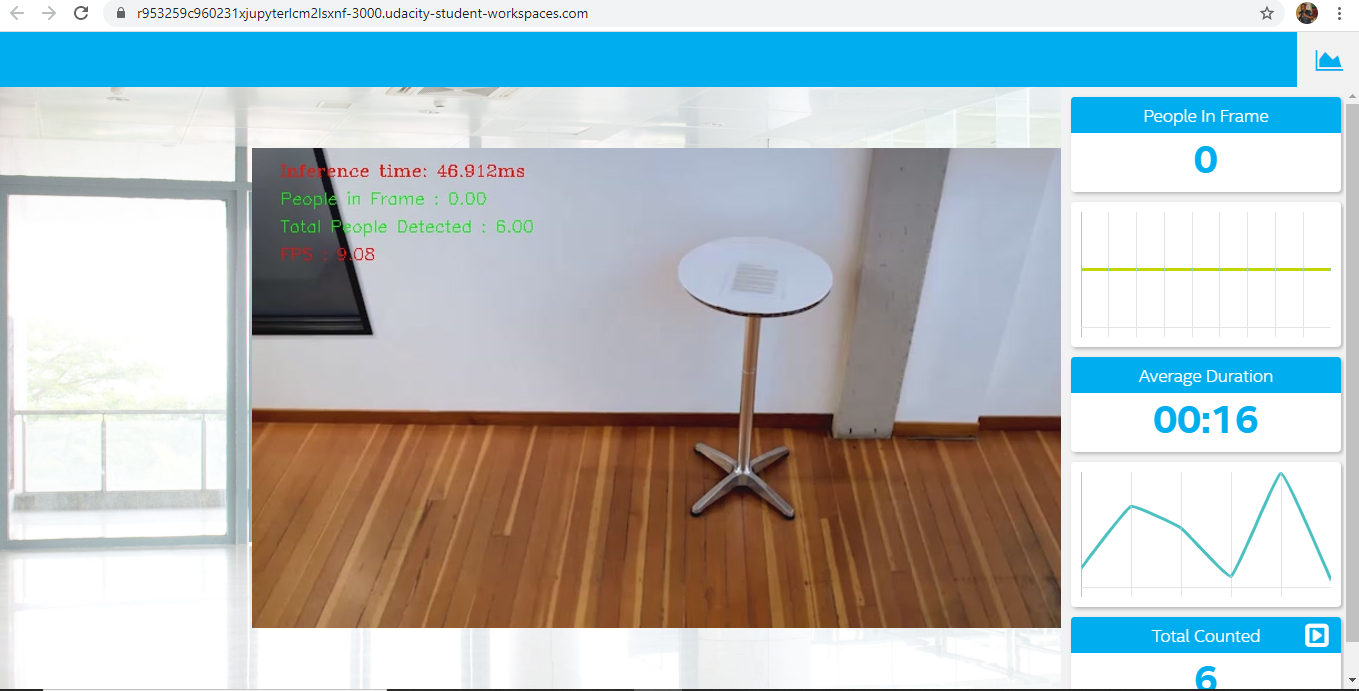 r953259c960231xjupyterlcm2lsxnf-3000.udacity-student-workspaces.com
Inference time: 46.912ms
People in Frame : 0.00
Total People Detected : 6.00
FPS : 9.08
People In Frame
0
Average Duration
00:16
Total Counted
6